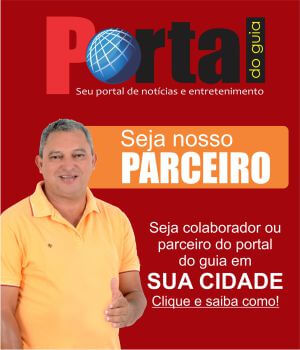 Portal
do guia
Seu portal de notícias e entretenimento
Seja nosso
PARCEIRO
Seja colaborador ou
parceiro do portal
do guia em
SUA CIDADE
Clique e saiba como!